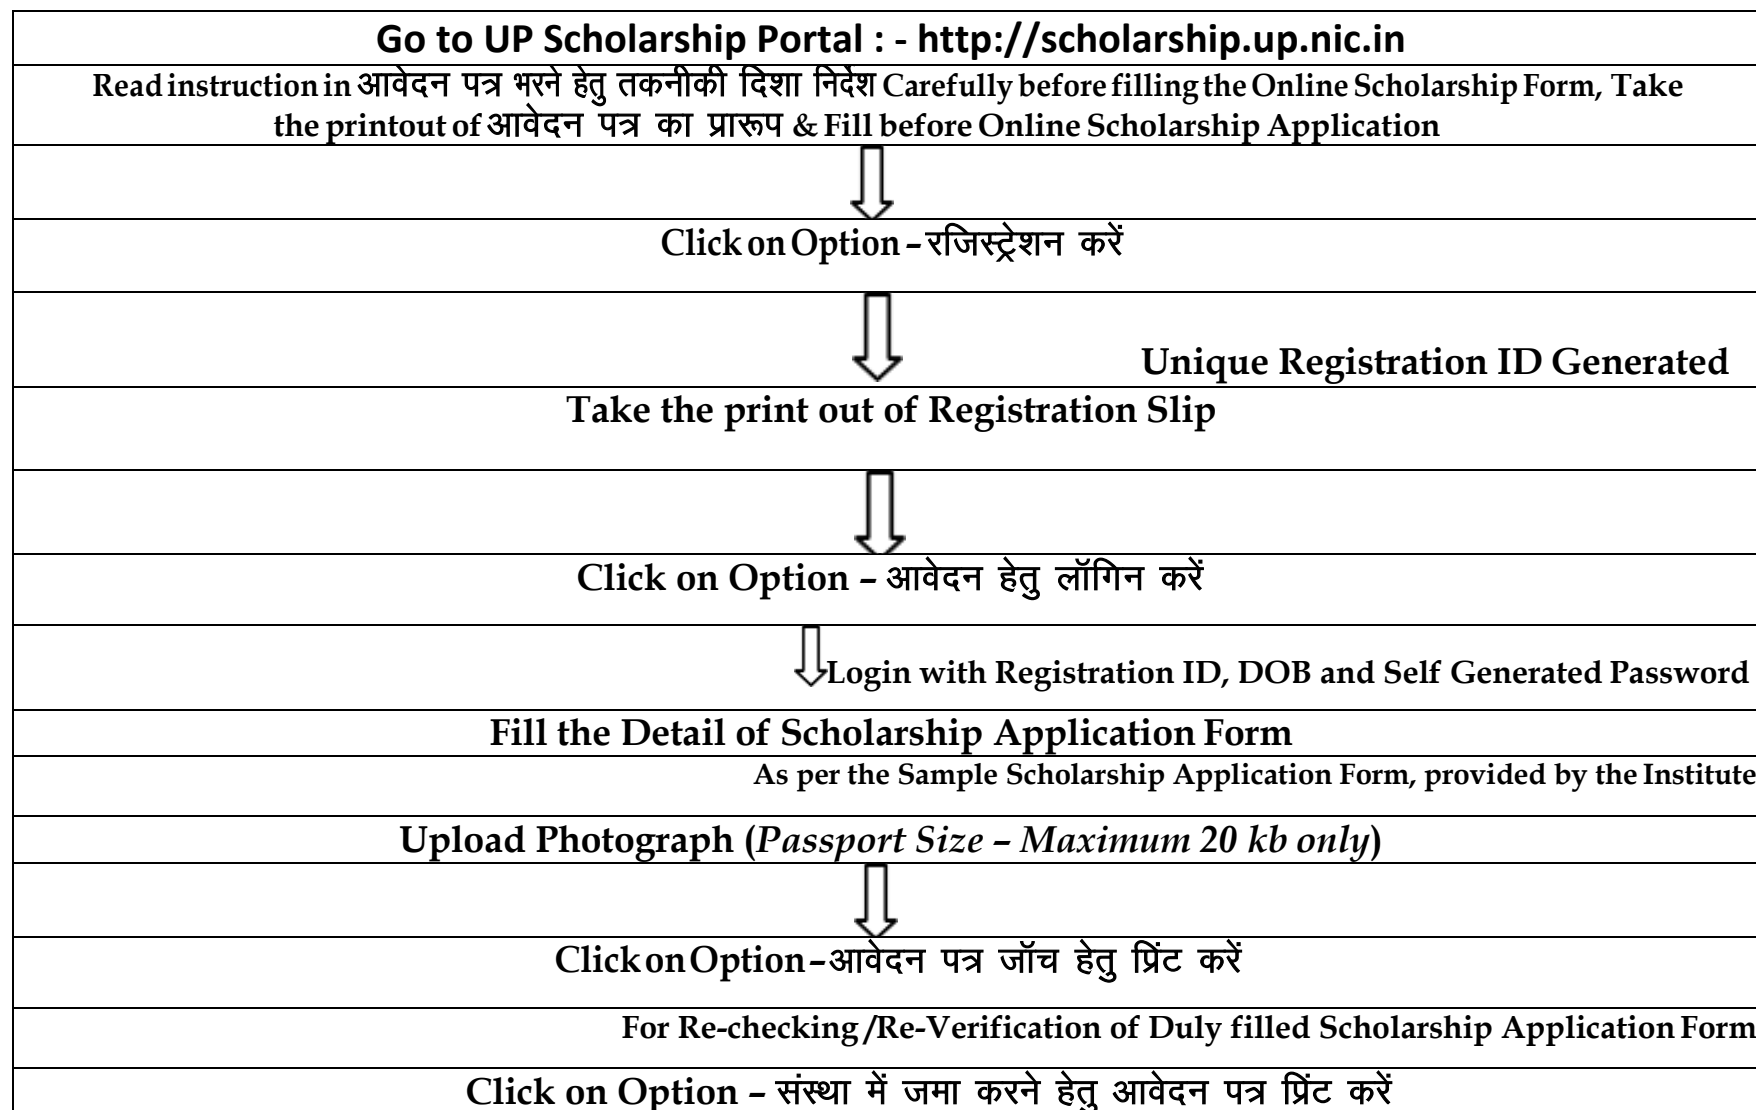 Go to UP Scholarship Portal : - http://scholarship.up.nic.in
Read instruction in आवेदन पत्र भरने हेतु तकनीकी दिशा निर्देश Carefully before filling the Online Scholarship Form, Take
the printout of आवेदन पत्र का प्रारूप & Fill before Online Scholarship Application
Click on Option – रजिस्ट्रेशन करें
Unique Registration ID Generated
Take the print out of Registration Slip
Click on Option – आवेदन हेतु लॉगिन करें
Login with Registration ID, DOB and Self Generated Password
Fill the Detail of Scholarship Application Form
As per the Sample Scholarship Application Form, provided by the Institute
Upload Photograph (Passport Size – Maximum 20 kb only)
Click on Option – आवेदन पत्र जॉच हेतु प्रिंट करें
For Re-checking /Re-Verification of Duly filled Scholarship Application Form
Click on Option – संस्था में जमा करने हेतु आवेदन पत्र प्रिंट करें